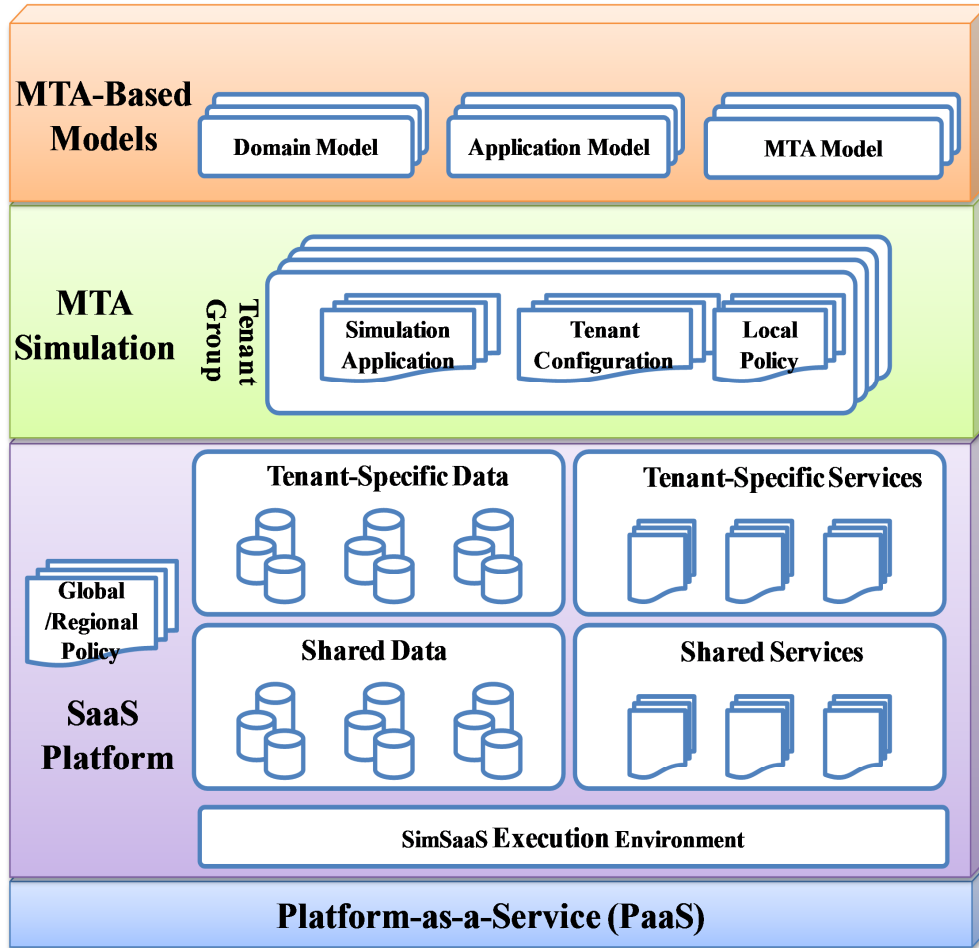 MTA-Based
Models
Domain Model
Application Model
MTA Model
MTA
Simulation
Tenant
Group
Simulation
Application
Tenant
Configuration
Local
Policy
Tenant-Specific Data
Tenant-Specific Services
Global
/Regional
Policy
Shared Data
Shared Services
SaaS
Platform
SimSaaS Execution Environment
Platform-as-a-Service (PaaS)